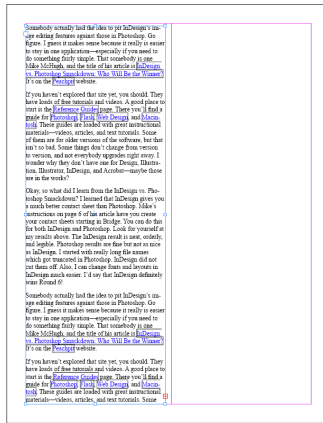 Somebody actually had the idea to pit InDesign's im-
age editing features against those in Photoshop. Go
figure. I guess it makes sense because it really is easier
to stay in one application—especially if you need to
do something fairly simple. That somebody is one
Mike McHugh, and the title of his article is InDesign
vs. Photoshop Smackdown: Who Will Be the Winner?
It's on the Peachpit website.
If you haven't explored that site yet, you should. They
have loads of free tutorials and videos. A good place to
start is the Reference Guides page. There you'll find a
guide for Photoshop, Flash, Web Design, and Macin-
tosh. These guides are loaded with great instructional
materials—videos, articles, and text tutorials. Some
of them are for older versions of the software, but that
isn't so bad. Some things don't change from version
to version, and not everybody upgrades right away. I
wonder why they don't have one for Design, Illustra-
tion, Illustrator, InDesign, and Acrobat—maybe those
are in the works?
Okay, so what did I learn from the InDesign vs. Pho-
toshop Smackdown? I learned that InDesign gives you
a much better contact sheet than Photoshop. Mike's
instructions on page 6 of his article have you create
your contact sheets starting in Bridge. You can do this
for both InDesign and Photoshop. Look for yourself at
my results above. The InDesign result is neat, orderly,
and legible. Photoshop results are fine but not as nice
as InDesign. I started with really long file names
which got truncated in Photoshop. InDesign did not
cut them off. Also, I can change fonts and layouts in
InDesign much easier. I'd say that InDesign definitely
wins Round 6!
Somebody actually had the idea to pit InDesign's im-
age editing features against those in Photoshop. Go
figure. I guess it makes sense because it really is easier
to stay in one application—especially if you need to
do something fairly simple. That somebody is one
Mike McHugh, and the title of his article is InDesign
vs. Photoshop Smackdown: Who Will Be the Winner?
It's on the Peachpit website.
If you haven't explored that site yet, you should. They
have loads of free tutorials and videos. A good place to
start is the Reference Guides page. There you'll find a
guide for Photoshop, Flash, Web Design, and Macin-
tosh. These guides are loaded with great instructional
materials—videos, articles, and text tutorials. Some